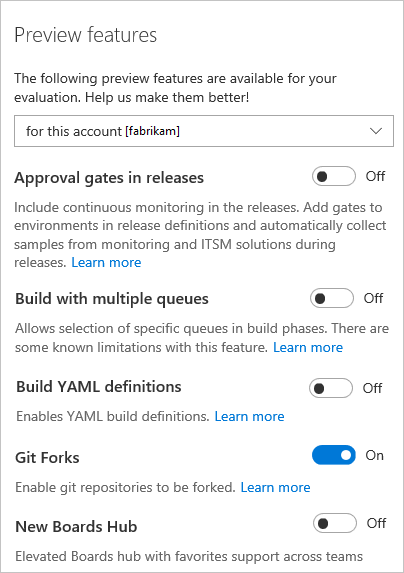 Preview features
The following preview features are available for your
evaluation. Help us make them better!
for this account [fabrikam]
Approval gates in releases Off
Include continuous monitoring in the releases. Add gates to
environments in release definitions and automatically collect
samples from monitoring and ITSM solutions during
releases. Learn more
Build with multiple queues Off
Allows selection of specific queues in build phases. There are
some known limitations with this feature. Learn more
Build YAML definitions Off
Enables YAML build definitions. Learn more
Git Forks On
Enable git repositories to be forked. Learn more
New Boards Hub Off
Elevated Boards hub with favorites support across teams